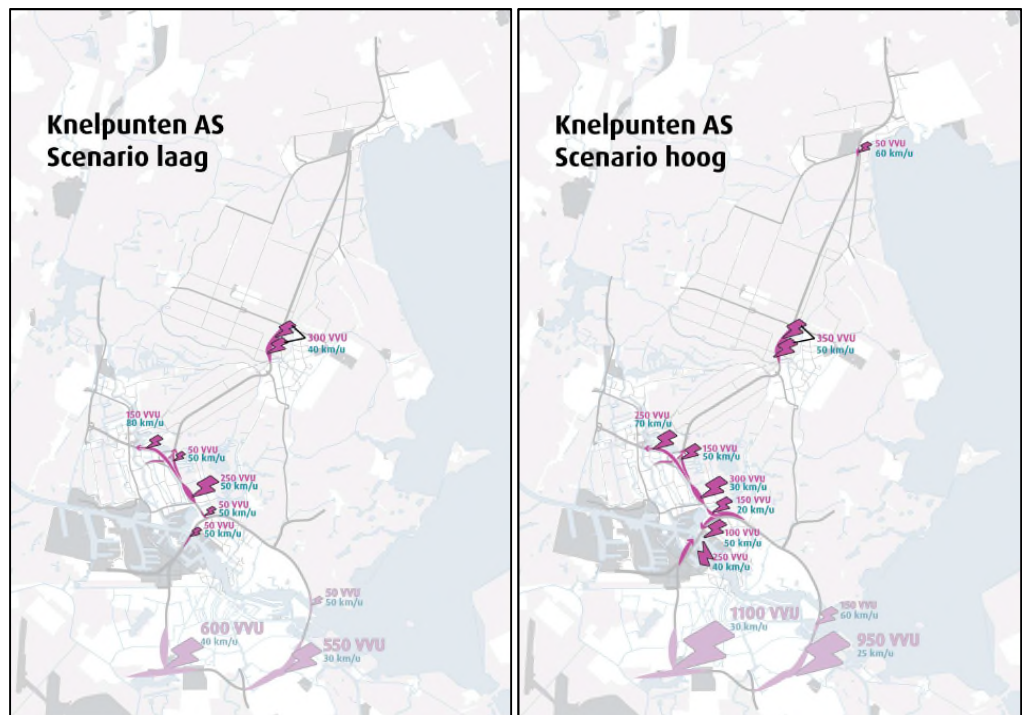 Knelpunten AS
Scenario laag
300 VVU
40 km/u
150 VVU
80 km/u
50 VVU
50 km/u
250 VVU
50 km/u
50 VVU
50 km/u
50 VVU
50 km/u
50 VVU
50 km/u
600 VVU
40 km/u
550 VVU
30 km/u
Knelpunten AS
Scenario hoog
50 VVU
60 km/u
350 VVU
50 km/u
250 VVU
70 km/u
150 VVU
50 km/u
300 VVU
30 km/u
150 VVU
20 km/u
100 VVU
50 km/u
250 VVU
40 km/u
150 VVU
60 km/u
1100 VVU
30 km/u
950 VVU
25 km/u